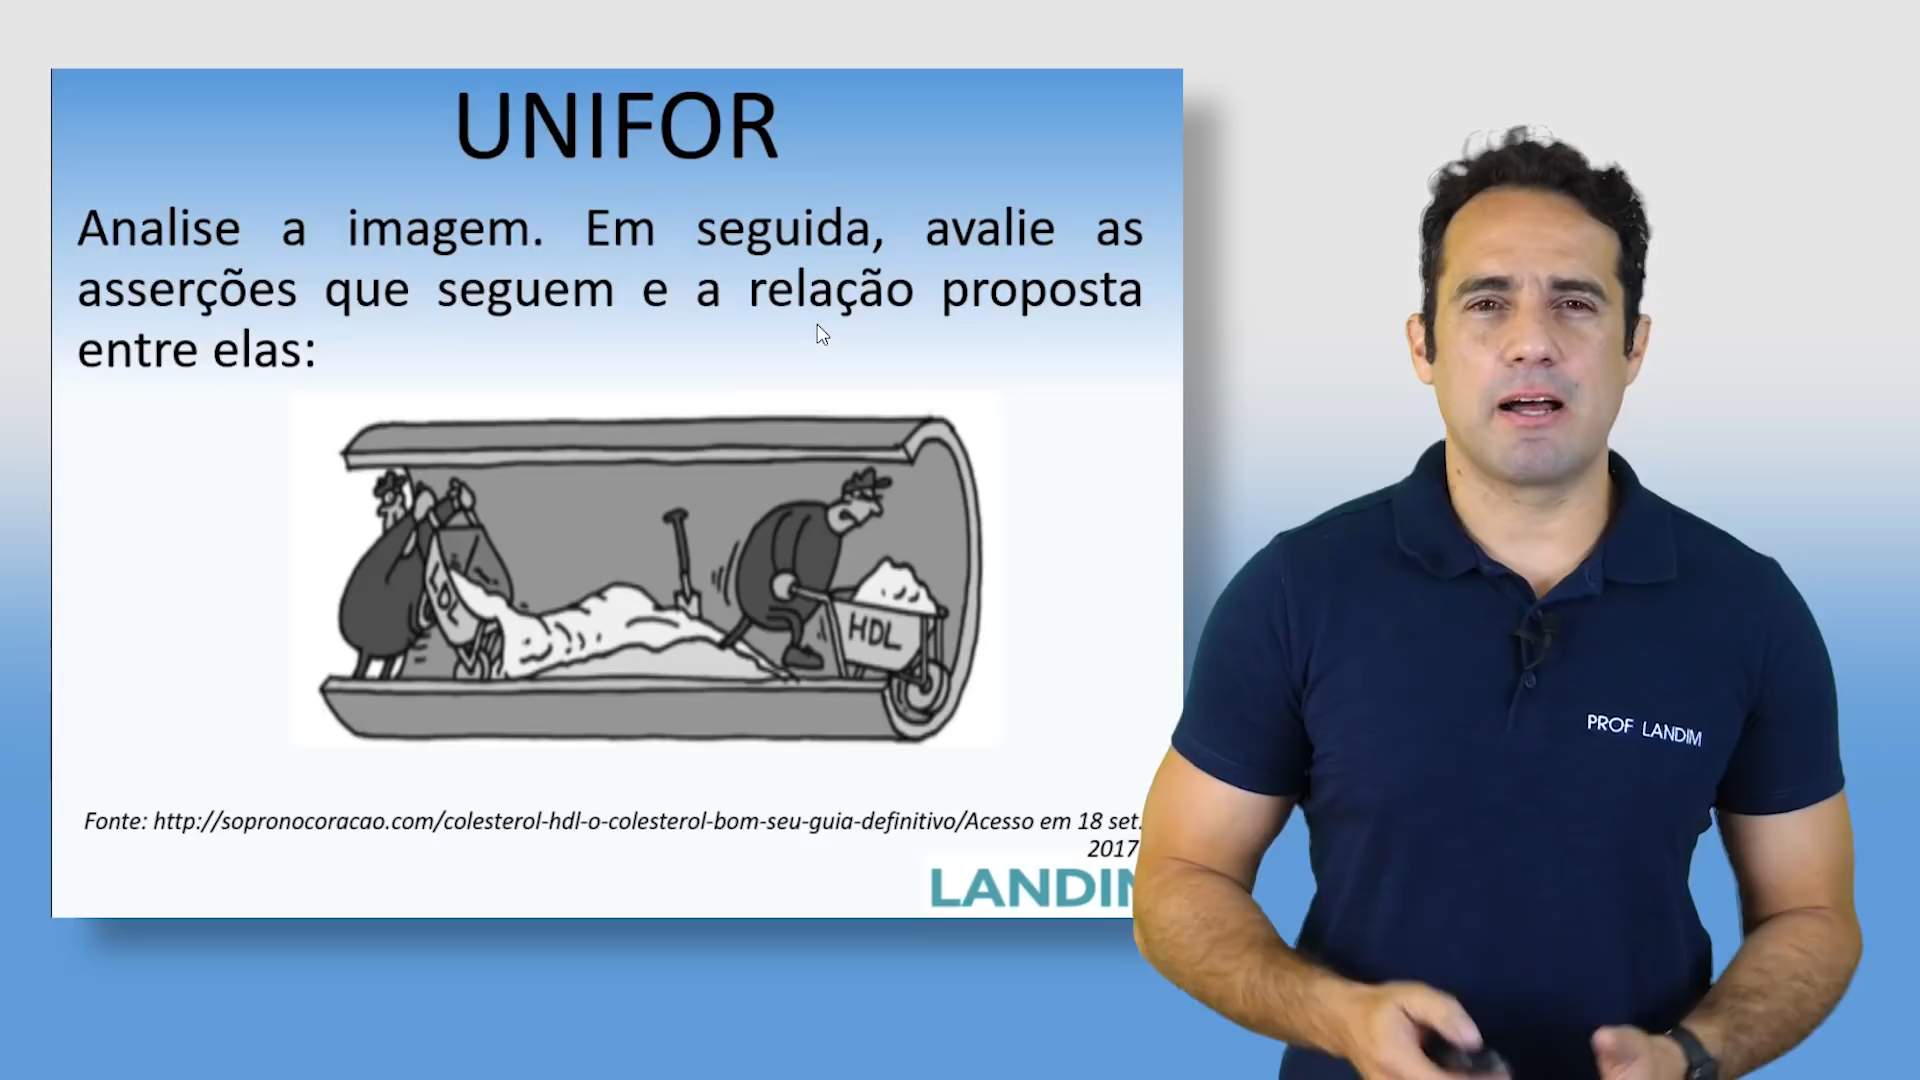 UNIFOR
Analise a imagem. Em seguida, avalie as
asserções que seguem e a relação proposta
entre elas:
LDL
HDL
Fonte: http://sopronocoracao.com/colesterol-hdl-o-colesterol-bom-seu-guia-definitivo/Acesso em 18 set.
2017
PROF LANDIM